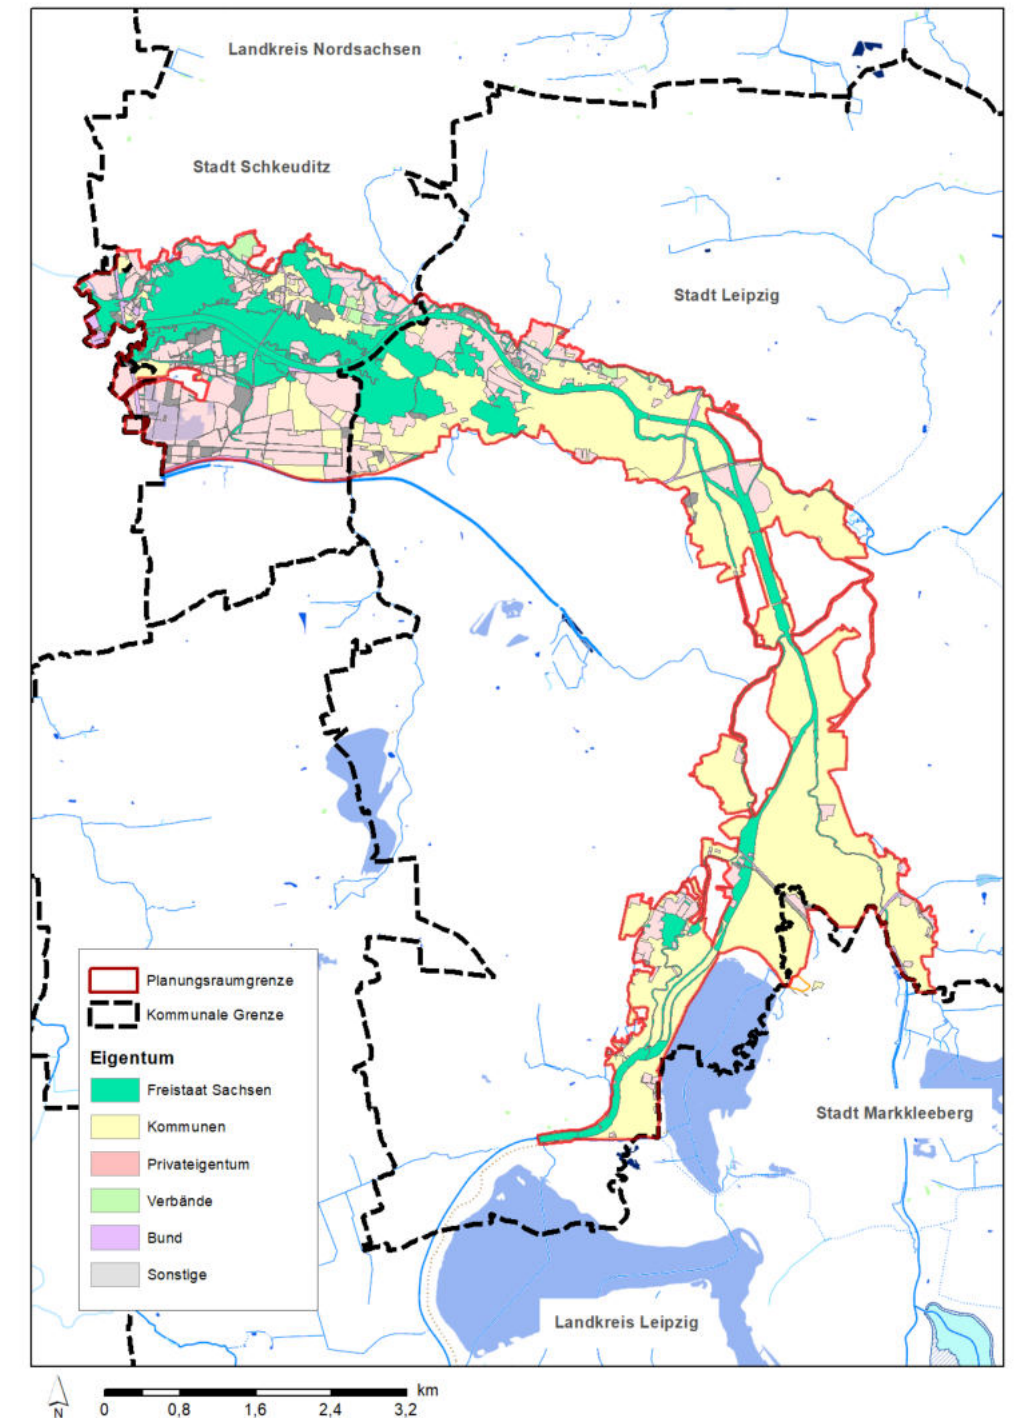 Landkreis Nordsachsen
Stadt Schkeuditz
Stadt Leipzig
Planungsraumgrenze
Kommunale Grenze
Eigentum
Freistaat Sachsen
Kommunen
Privateigentum
Verbände
Bund
Sonstige
Stadt Markkleeberg
Landkreis Leipzig
N
km
0 0,8 1,6 2,4 3,2